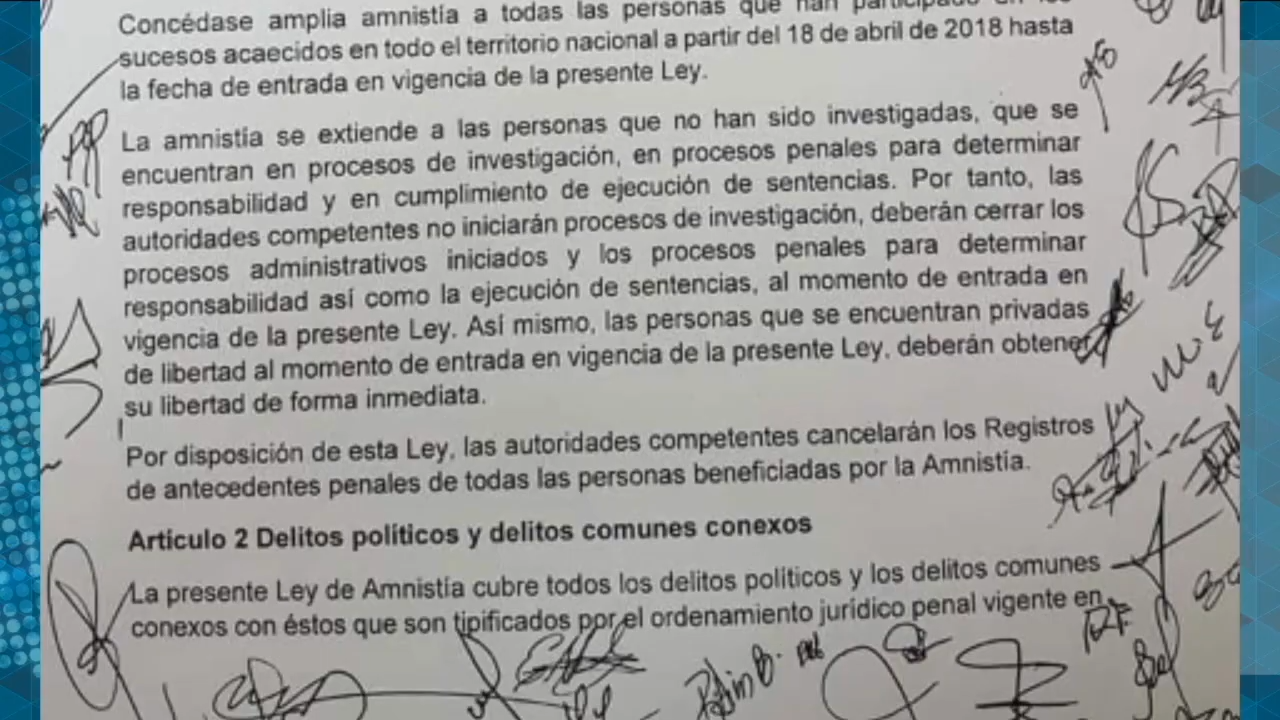 Concédase amplia amnistía a todas las personas que han participado en los
sucesos acaecidos en todo el territorio nacional a partir del 18 de abril de 2018 hasta
la fecha de entrada en vigencia de la presente Ley.
La amnistía se extiende a las personas que no han sido investigadas, que se
encuentran en procesos de investigación, en procesos penales para determinar
responsabilidad y en cumplimiento de ejecución de sentencias. Por tanto, las
autoridades competentes no iniciarán procesos de investigación, deberán cerrar los
procesos administrativos iniciados y los procesos penales para determinar
responsabilidad así como la ejecución de sentencias, al momento de entrada en
vigencia de la presente Ley. Así mismo, las personas que se encuentran privadas
de libertad al momento de entrada en vigencia de la presente Ley, deberán obtener
su libertad de forma inmediata.
Por disposición de esta Ley, las autoridades competentes cancelarán los Registros
de antecedentes penales de todas las personas beneficiadas por la Amnistía.
Articulo 2 Delitos políticos y delitos comunes conexos
La presente Ley de Amnistía cubre todos los delitos políticos y los delitos comunes
conexos con éstos que son tipificados por el ordenamiento jurídico penal vigente en